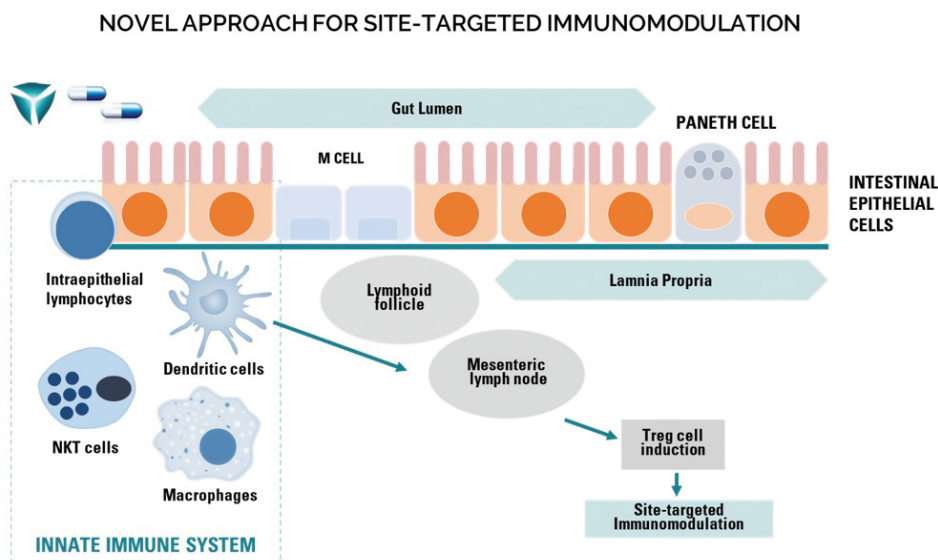 NOVEL APPROACH FOR SITE-TARGETED IMMUNOMODULATION
Gut Lumen
PANETH CELL
M CELL
INTESTINAL
EPITHELIAL
CELLS
Intraepithelial
lymphocytes
Lymphoid
follicle
Lamnia Propria
Dendritic cells
Mesenteric
lymph node
NKT cells
Macrophages
Treg cell
induction
Site-targeted
Immunomodulation
INNATE IMMUNE SYSTEM